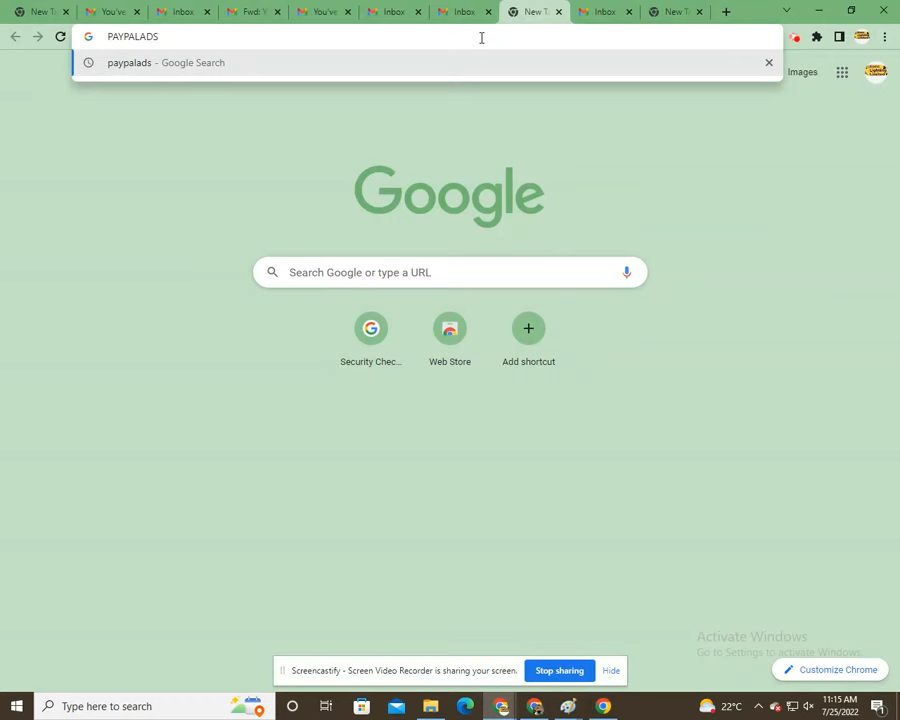 New T
You've
Inbox
Fwd: Y
You've
Inbox
Inbox
New T
Inbox
New T
PAYPALADS
paypalads - Google Search
Images
Google
Search Google or type a URL
Security Chec...
Web Store
Add shortcut
Activate Windows
Go to Settings to activate Windows.
Customize Chrome
Screencastify - Screen Video Recorder is sharing your screen.
Stop sharing
Hide
Type here to search
22°C
11:15 AM
7/25/2022
1